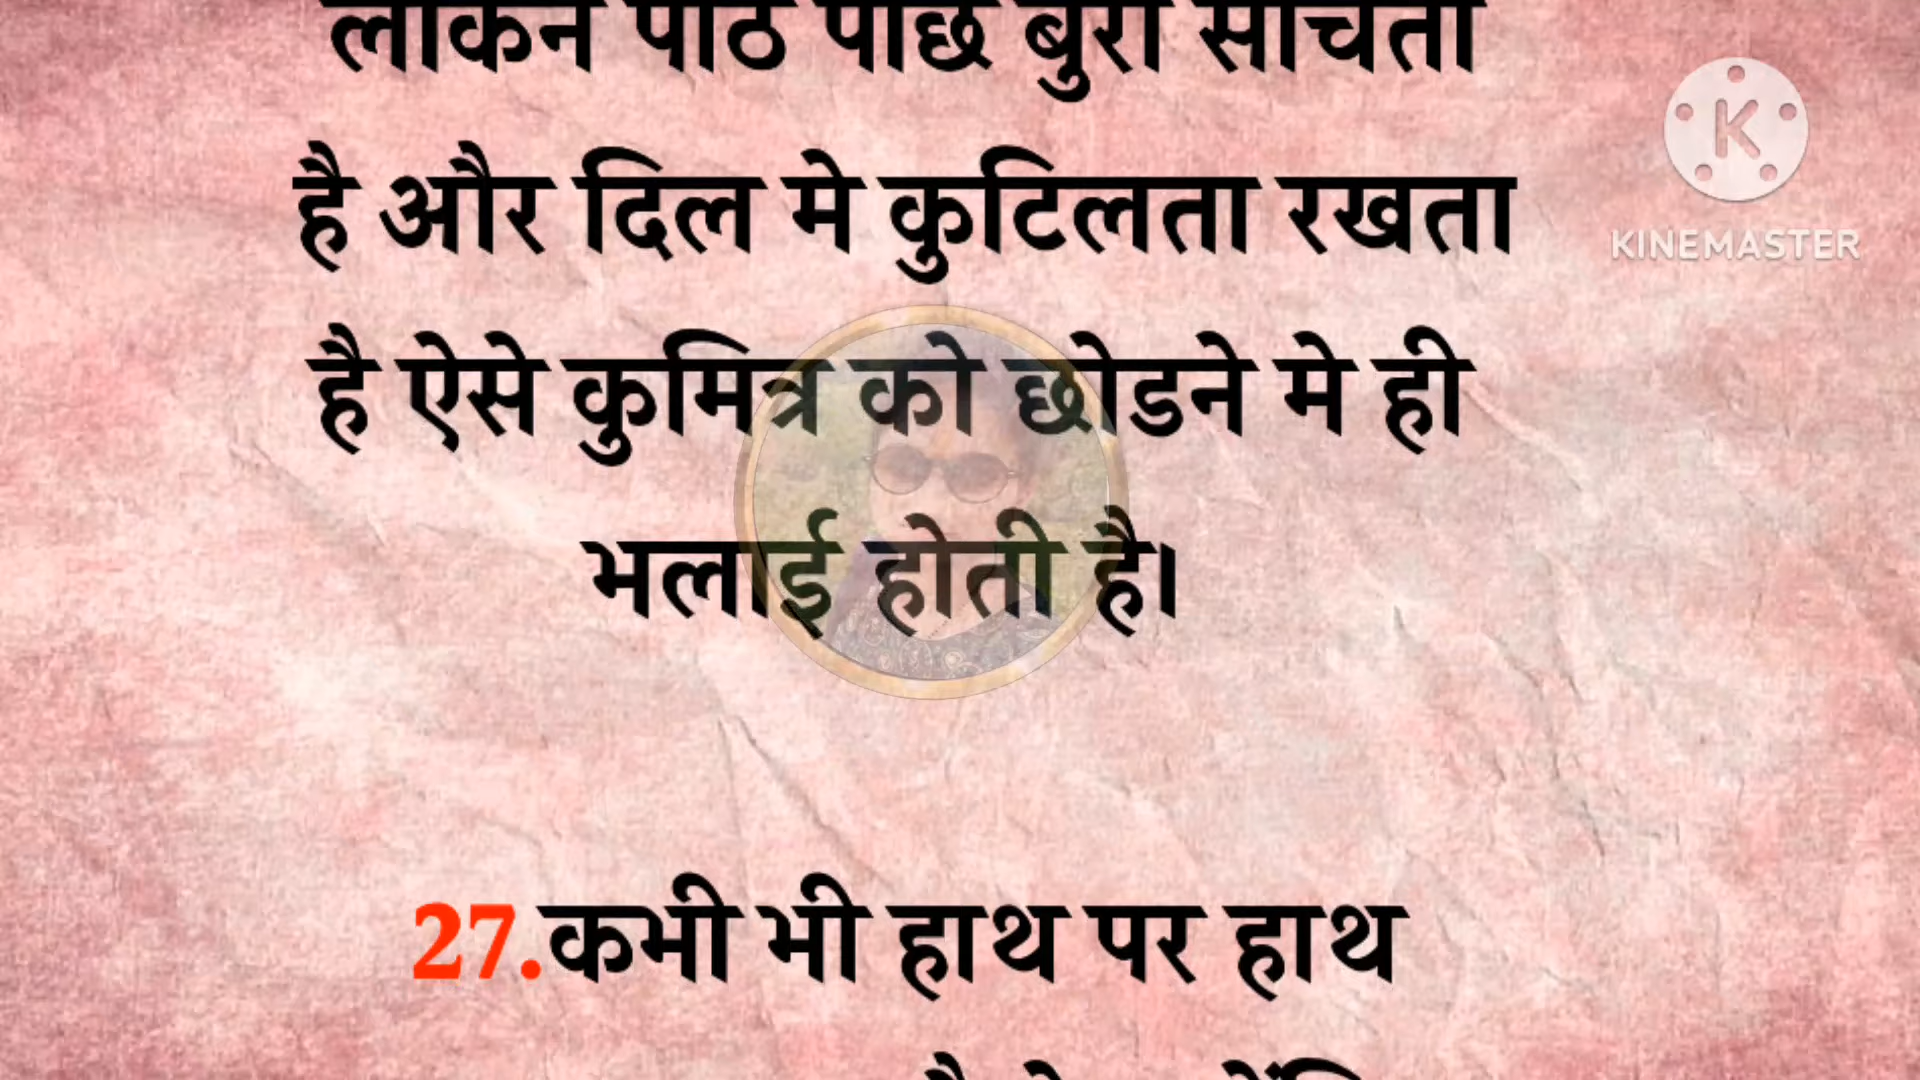 लेकिन पीठ पीछे बुरा सोचता
है और दिल मे कुटिलता रखता
है ऐसे कुमित्र को छोडने मे ही
भलाई होती है।
27.कभी भी हाथ पर हाथ
KINEMASTER